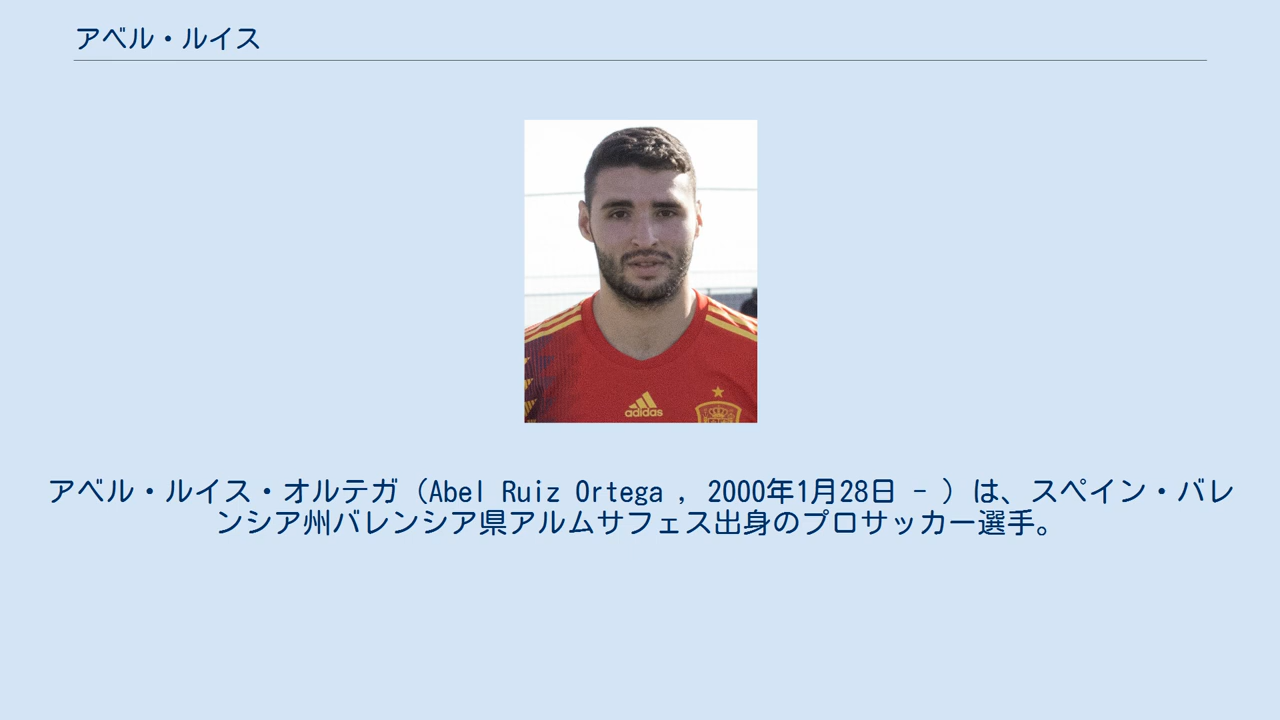 アベル・ルイス
adidas
アベル・ルイス・オルテガ（Abel Ruiz Ortega , 2000年1月28日 - ）は、スペイン・バレ
ンシア州バレンシア県アルムサフェス出身のプロサッカー選手。